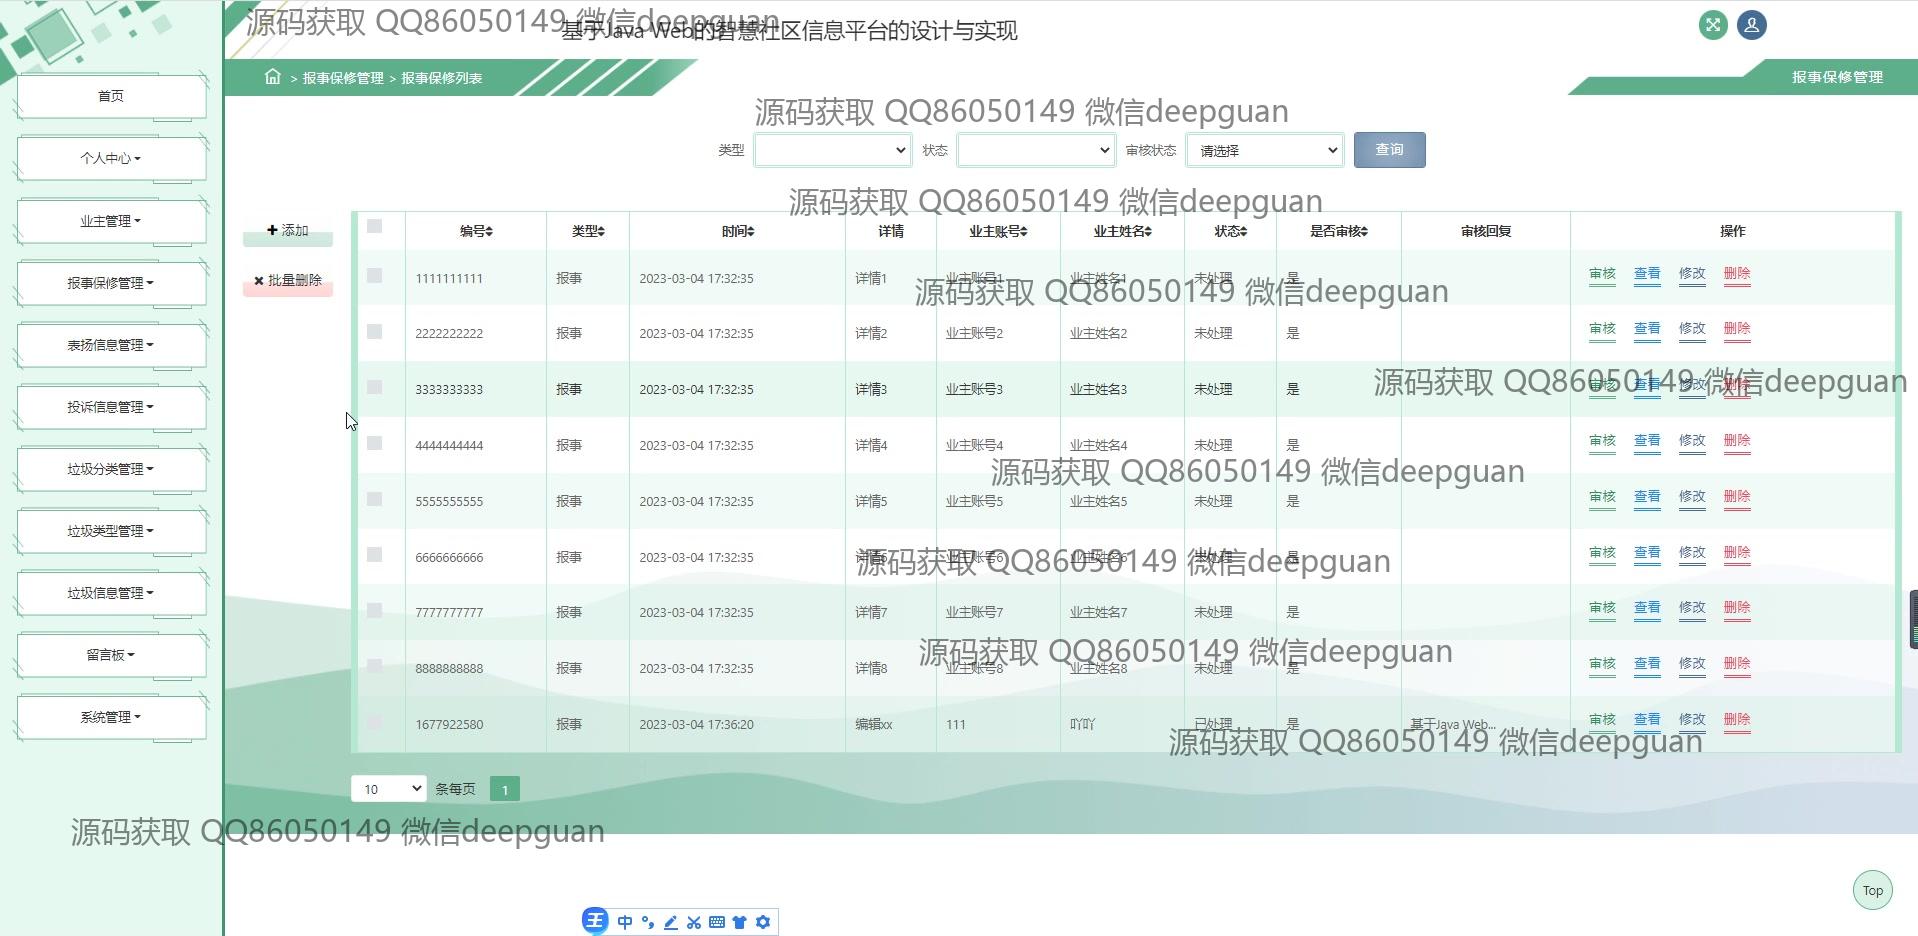 源码获取 QQ86050149 微信deepguan
基于Java Web的智慧社区信息平台的设计与实现
> 报事保修管理 > 报事保修列表
报事保修管理
首页
个人中心
业主管理
报事保修管理
表扬信息管理
投诉信息管理
垃圾分类管理
垃圾类型管理
垃圾信息管理
留言板
系统管理
源码获取 QQ86050149 微信deepguan
类型 状态 审核状态 请选择 查询
源码获取 QQ86050149 微信deepguan
添加
批量删除
编号 类型 时间 详情 业主账号 业主姓名 状态 是否审核 审核回复 操作
1111111111 报事 2023-03-04 17:32:35 详情1 业主账号1 业主姓名1 未处理 是 审核 查看 修改 删除
源码获取 QQ86050149 微信deepguan
2222222222 报事 2023-03-04 17:32:35 详情2 业主账号2 业主姓名2 未处理 是 审核 查看 修改 删除
3333333333 报事 2023-03-04 17:32:35 详情3 业主账号3 业主姓名3 未处理 是 审核 查看 修改 删除
源码获取 QQ86050149 微信deepguan
4444444444 报事 2023-03-04 17:32:35 详情4 业主账号4 业主姓名4 未处理 是 审核 查看 修改 删除
源码获取 QQ86050149 微信deepguan
5555555555 报事 2023-03-04 17:32:35 详情5 业主账号5 业主姓名5 未处理 是 审核 查看 修改 删除
6666666666 报事 2023-03-04 17:32:35 详情6 业主账号6 业主姓名6 未处理 是 审核 查看 修改 删除
源码获取 QQ86050149 微信deepguan
7777777777 报事 2023-03-04 17:32:35 详情7 业主账号7 业主姓名7 未处理 是 审核 查看 修改 删除
源码获取 QQ86050149 微信deepguan
8888888888 报事 2023-03-04 17:32:35 详情8 业主账号8 业主姓名8 未处理 是 审核 查看 修改 删除
1677922580 报事 2023-03-04 17:36:20 编辑xx 111 吖吖 已处理 是 基于Java Web... 审核 查看 修改 删除
源码获取 QQ86050149 微信deepguan
10 条每页 1
源码获取 QQ86050149 微信deepguan
Top
王 中